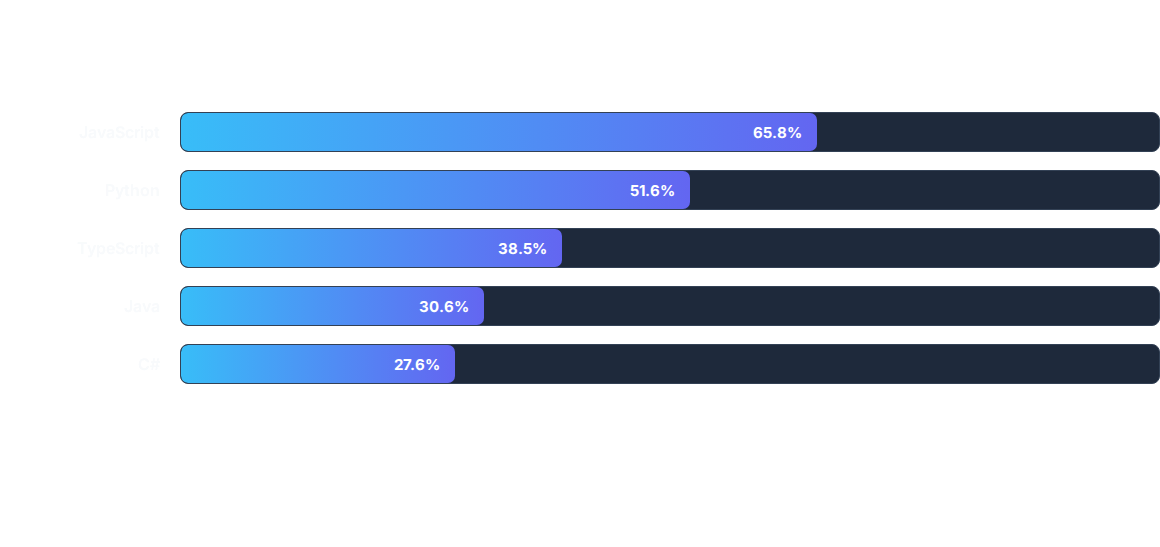 JavaScript 65.8%
Python 51.6%
TypeScript 38.5%
Java 30.6%
C# 27.6%